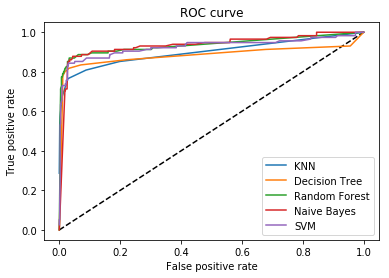 ROC curve
True positive rate
1.0
0.8
0.6
0.4
0.2
0.0
KNN
Decision Tree
Random Forest
Naive Bayes
SVM
0.0 0.2 0.4 0.6 0.8 1.0
False positive rate